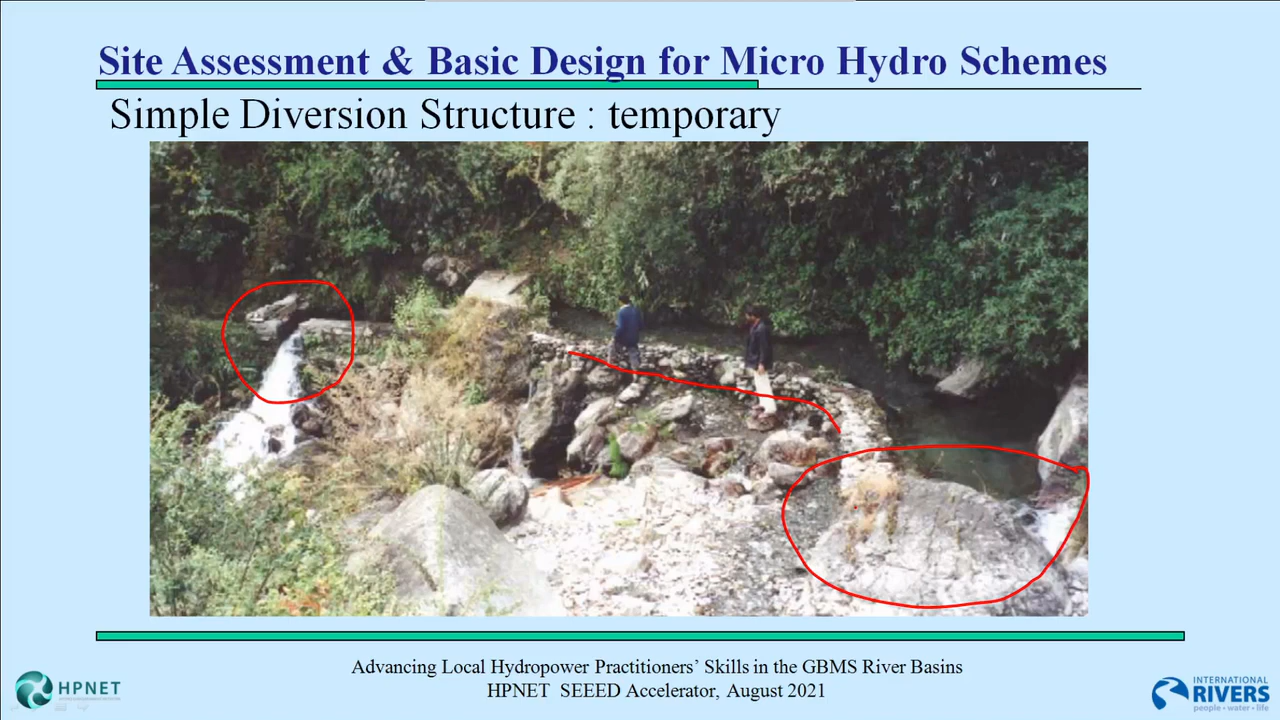 Site Assessment & Basic Design for Micro Hydro Schemes
Simple Diversion Structure : temporary
Advancing Local Hydropower Practitioners' Skills in the GBMS River Basins
HPNET SEEED Accelerator, August 2021
HPNET
INTERNATIONAL
RIVERS
people • water • life